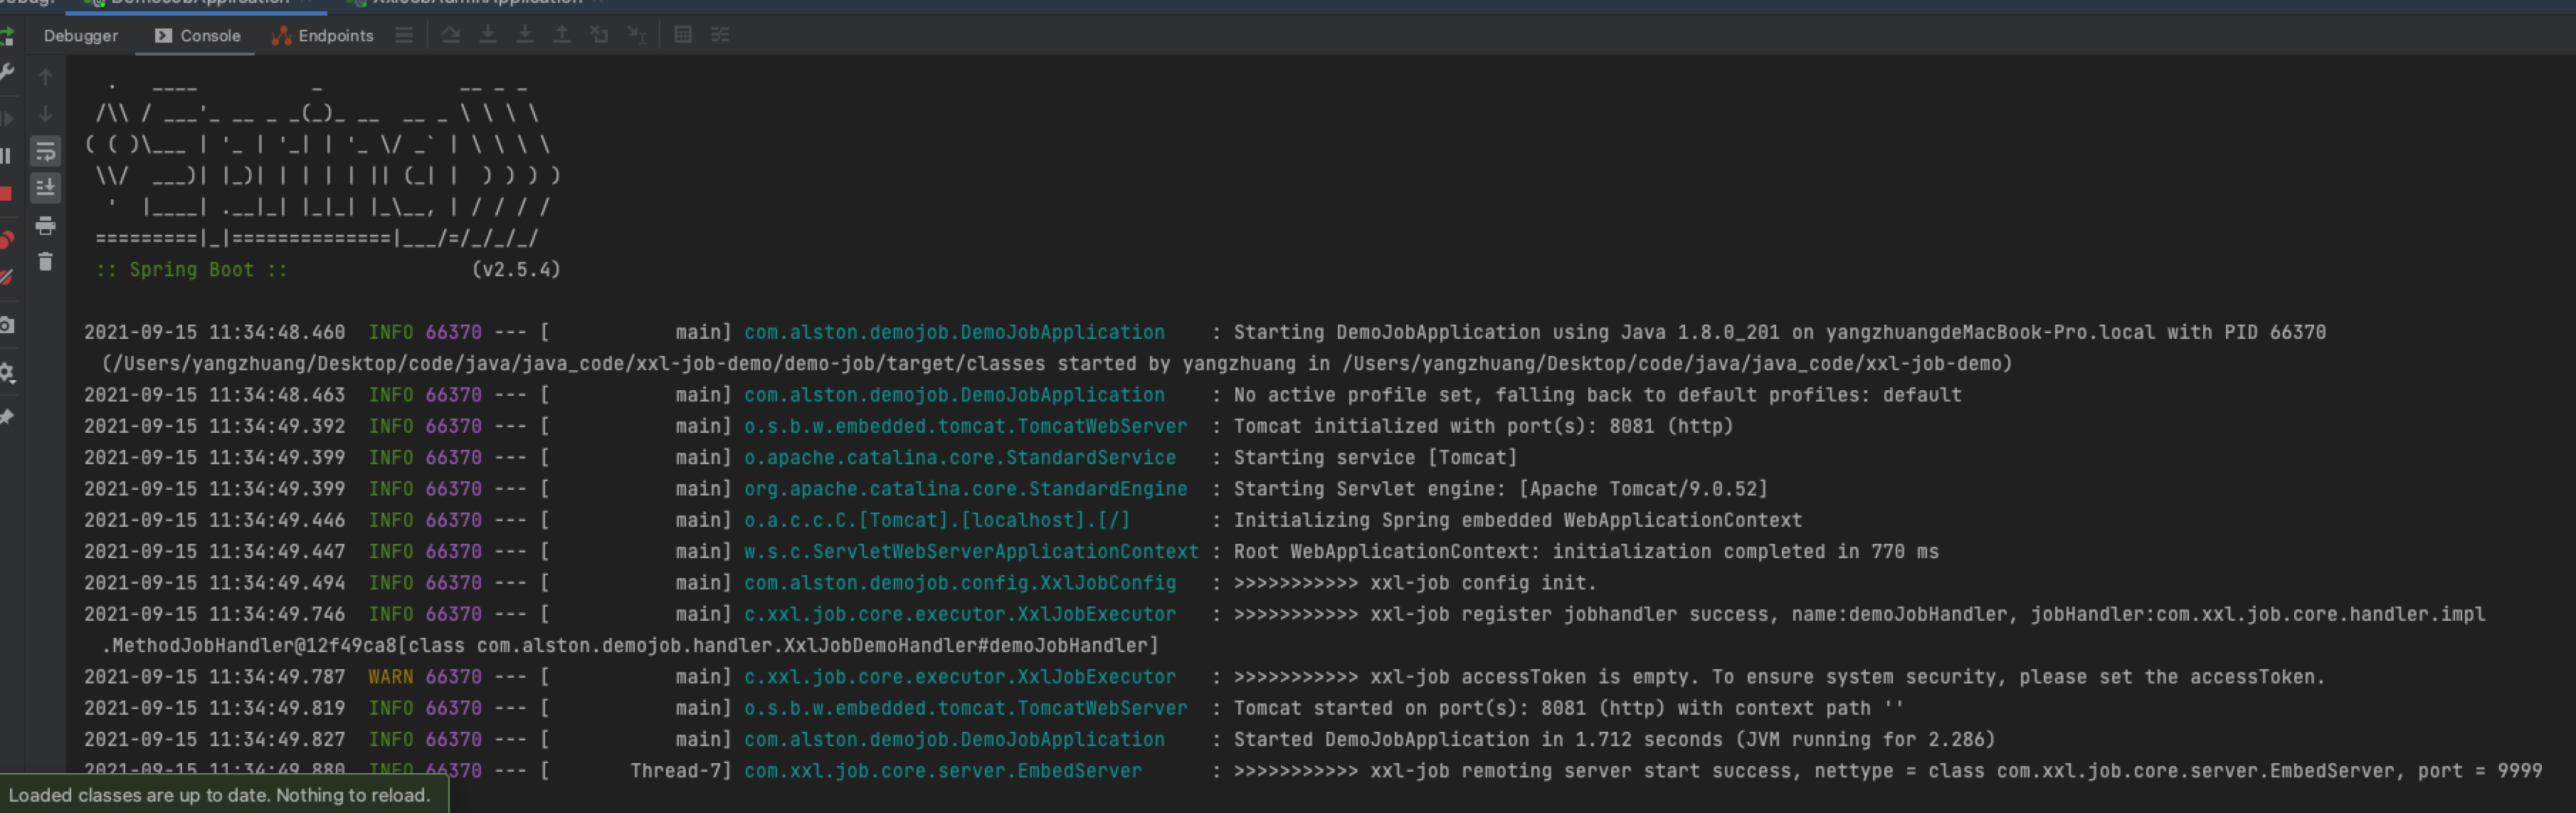 DemoJobApplication XxlJobAdminApplication
Debugger Console Endpoints
  .   ____          _            __ _ _
 /\\ / ___'_ __ _ _(_)_ __  __ _ \ \ \ \
( ( )\___ | '_ | '_| | '_ \/ _` | \ \ \ \
 \\/  ___)| |_)| | | | | || (_| |  ) ) ) )
  '  |____| .__|_| |_|_| |_\__, | / / / /
 =========|_|==============|___/=/_/_/_/
 :: Spring Boot ::                (v2.5.4)
2021-09-15 11:34:48.460  INFO 66370 --- [           main] com.alston.demojob.DemoJobApplication    : Starting DemoJobApplication using Java 1.8.0_201 on yangzhuangdeMacBook-Pro.local with PID 66370
(/Users/yangzhuang/Desktop/code/java/java_code/xxl-job-demo/demo-job/target/classes started by yangzhuang in /Users/yangzhuang/Desktop/code/java/java_code/xxl-job-demo)
2021-09-15 11:34:48.463  INFO 66370 --- [           main] com.alston.demojob.DemoJobApplication    : No active profile set, falling back to default profiles: default
2021-09-15 11:34:49.392  INFO 66370 --- [           main] o.s.b.w.embedded.tomcat.TomcatWebServer  : Tomcat initialized with port(s): 8081 (http)
2021-09-15 11:34:49.399  INFO 66370 --- [           main] o.apache.catalina.core.StandardService   : Starting service [Tomcat]
2021-09-15 11:34:49.399  INFO 66370 --- [           main] org.apache.catalina.core.StandardEngine  : Starting Servlet engine: [Apache Tomcat/9.0.52]
2021-09-15 11:34:49.446  INFO 66370 --- [           main] o.a.c.c.C.[Tomcat].[localhost].[/]       : Initializing Spring embedded WebApplicationContext
2021-09-15 11:34:49.447  INFO 66370 --- [           main] w.s.c.ServletWebServerApplicationContext : Root WebApplicationContext: initialization completed in 770 ms
2021-09-15 11:34:49.494  INFO 66370 --- [           main] com.alston.demojob.config.XxlJobConfig   : >>>>>>>>>>> xxl-job config init.
2021-09-15 11:34:49.746  INFO 66370 --- [           main] c.xxl.job.core.executor.XxlJobExecutor   : >>>>>>>>>>> xxl-job register jobhandler success, name:demoJobHandler, jobHandler:com.xxl.job.core.handler.impl
.MethodJobHandler@12f49ca8[class com.alston.demojob.handler.XxlJobDemoHandler#demoJobHandler]
2021-09-15 11:34:49.787  WARN 66370 --- [           main] c.xxl.job.core.executor.XxlJobExecutor   : >>>>>>>>>>> xxl-job accessToken is empty. To ensure system security, please set the accessToken.
2021-09-15 11:34:49.819  INFO 66370 --- [           main] o.s.b.w.embedded.tomcat.TomcatWebServer  : Tomcat started on port(s): 8081 (http) with context path ''
2021-09-15 11:34:49.827  INFO 66370 --- [           main] com.alston.demojob.DemoJobApplication    : Started DemoJobApplication in 1.712 seconds (JVM running for 2.286)
2021-09-15 11:34:49.880  INFO 66370 --- [       Thread-7] com.xxl.job.core.server.EmbedServer      : >>>>>>>>>>> xxl-job remoting server start success, nettype = class com.xxl.job.core.server.EmbedServer, port = 9999
Loaded classes are up to date. Nothing to reload.